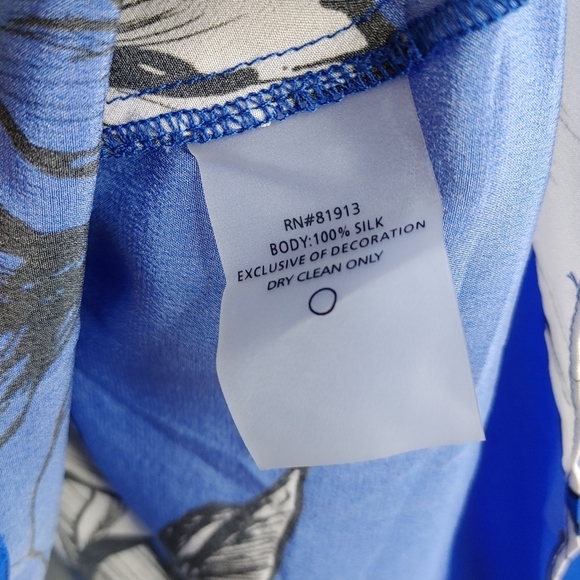 RN#81913
BODY:100% SILK
EXCLUSIVE OF DECORATION
DRY CLEAN ONLY